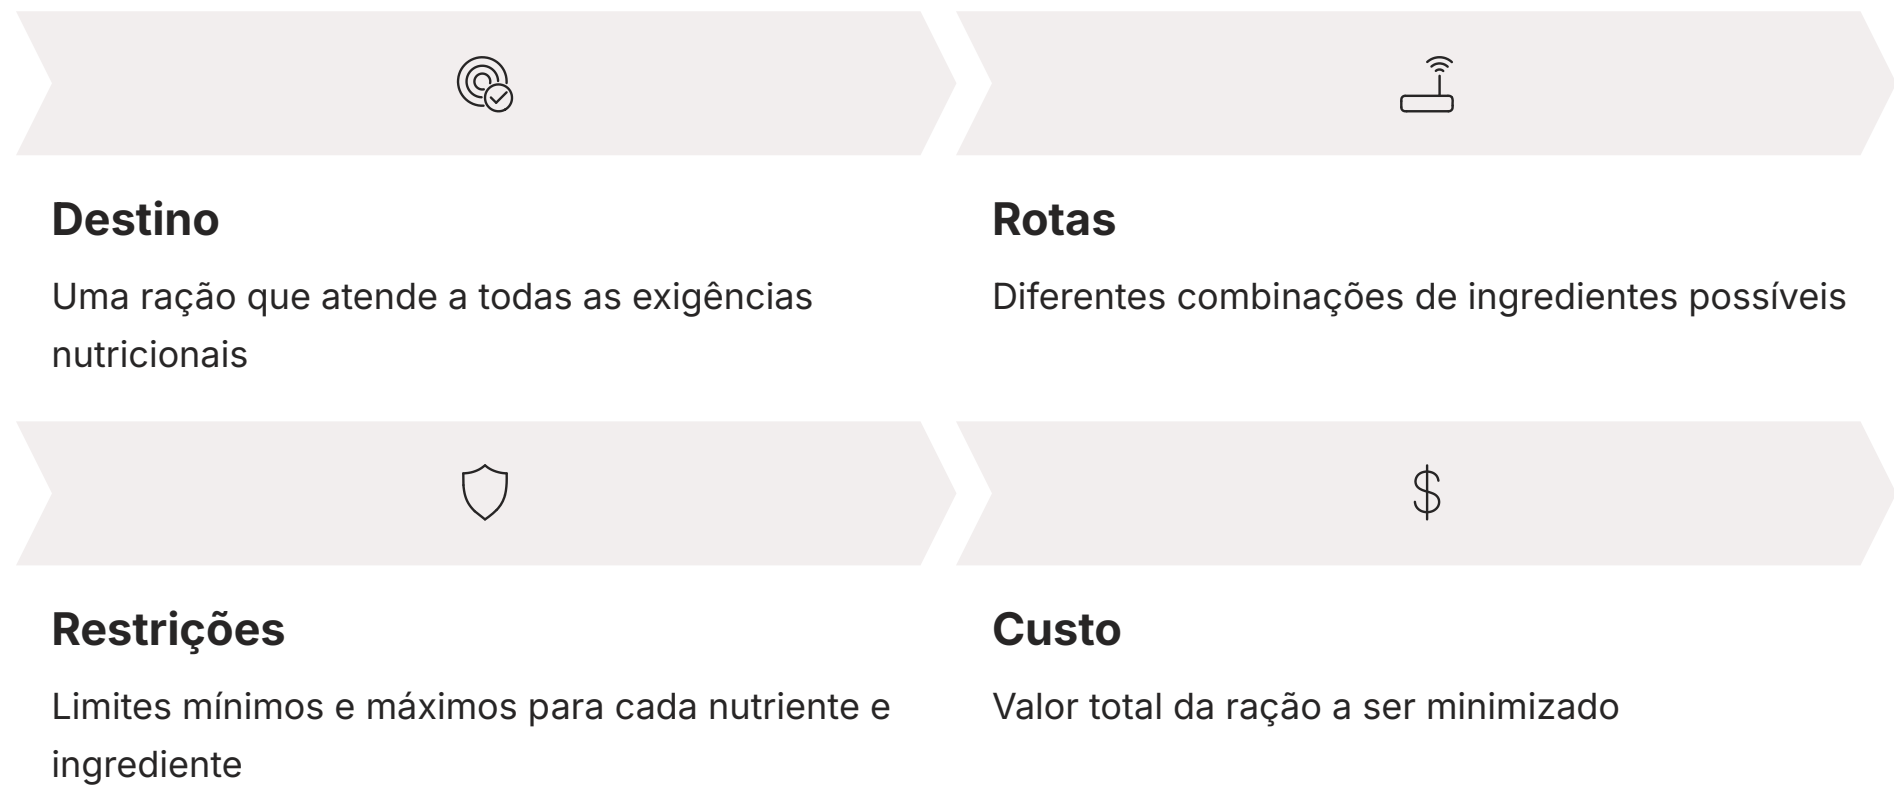 Destino
Uma ração que atende a todas as exigências
nutricionais
Rotas
Diferentes combinações de ingredientes possíveis
Restrições
Limites mínimos e máximos para cada nutriente e
ingrediente
$
Custo
Valor total da ração a ser minimizado